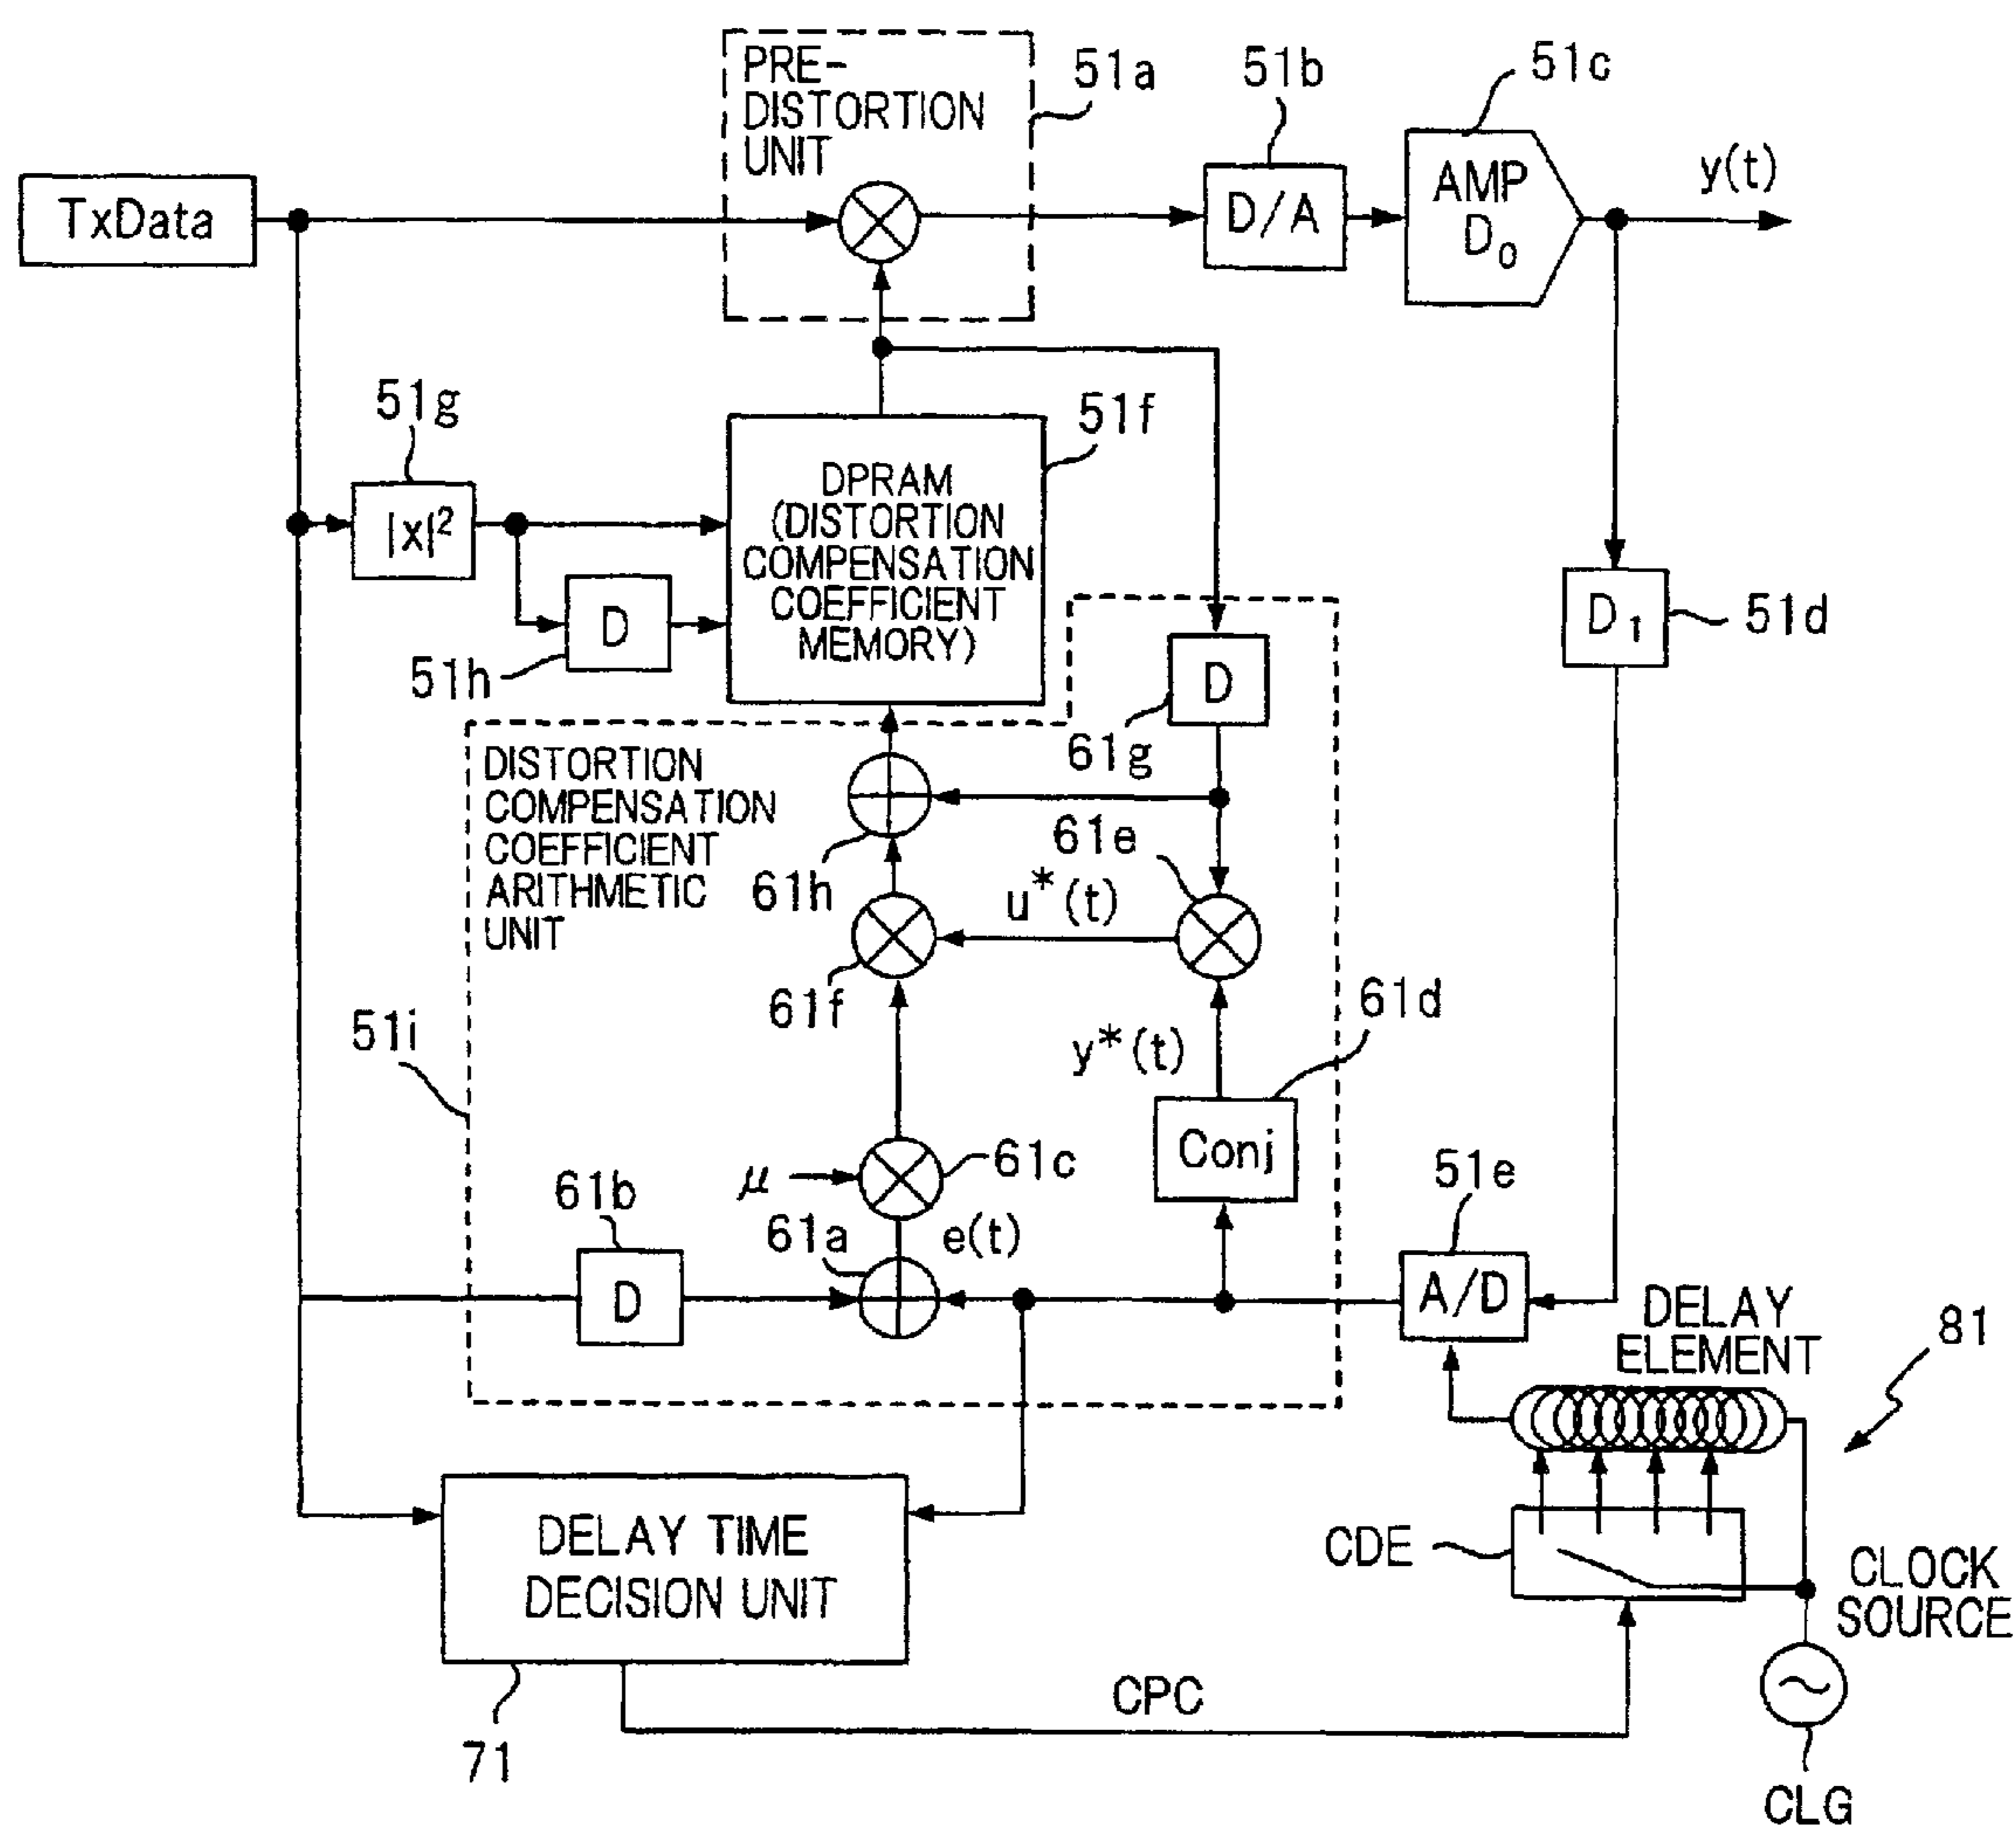 PRE-
DISTORTION
UNIT
51a
51b
51c
TxData
D/A
AMP
D0
y(t)
51g
51f
|x|²
DPRAM
(DISTORTION
COMPENSATION
COEFFICIENT
MEMORY)
D
51h
D1
51d
D
61g
DISTORTION
COMPENSATION
COEFFICIENT
ARITHMETIC
UNIT
61e
61h
u*(t)
61f
61d
51i
y*(t)
Conj
μ
61c
61b
61a
e(t)
51e
D
A/D
DELAY
ELEMENT
81
DELAY TIME
DECISION UNIT
CDE
CLOCK
SOURCE
CPC
71
CLG